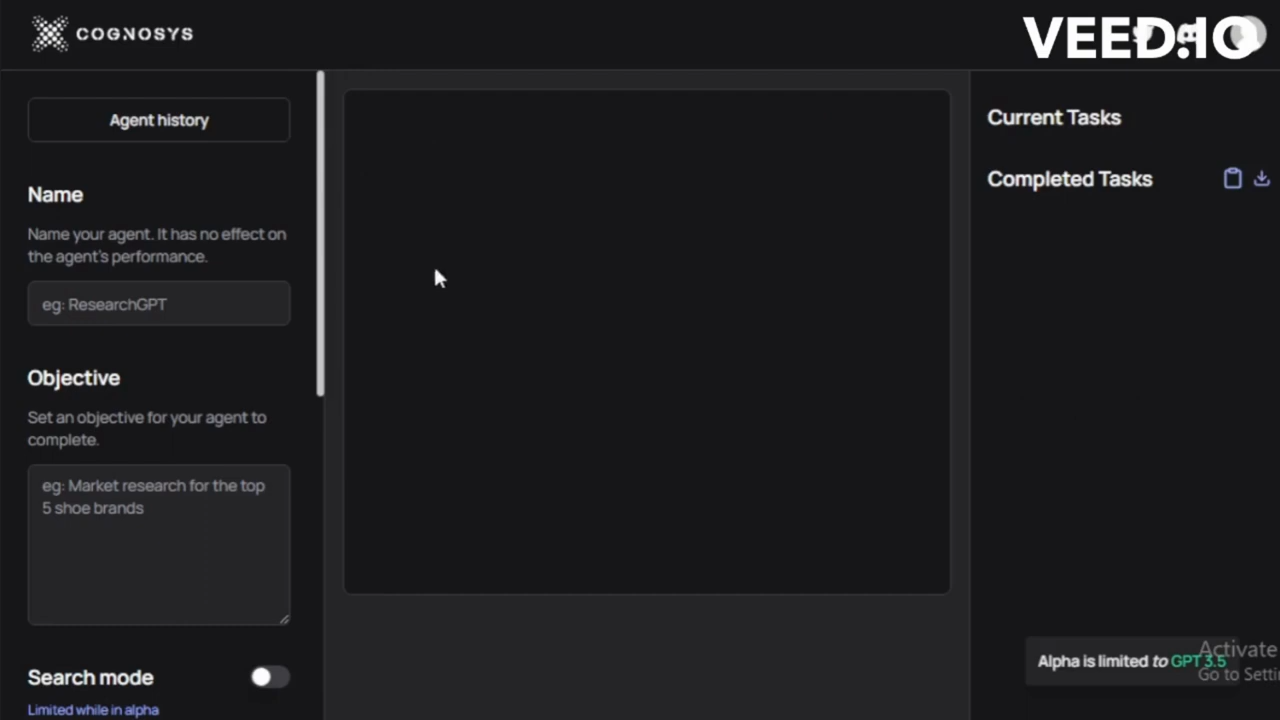 COGNOSYS
VEED.IO
Agent history
Name
Name your agent. It has no effect on
the agent's performance.
eg: ResearchGPT
Objective
Set an objective for your agent to
complete.
eg: Market research for the top
5 shoe brands
Search mode
Limited while in alpha
Current Tasks
Completed Tasks
Alpha is limited to GPT 3.5
Activate
Go to Setti